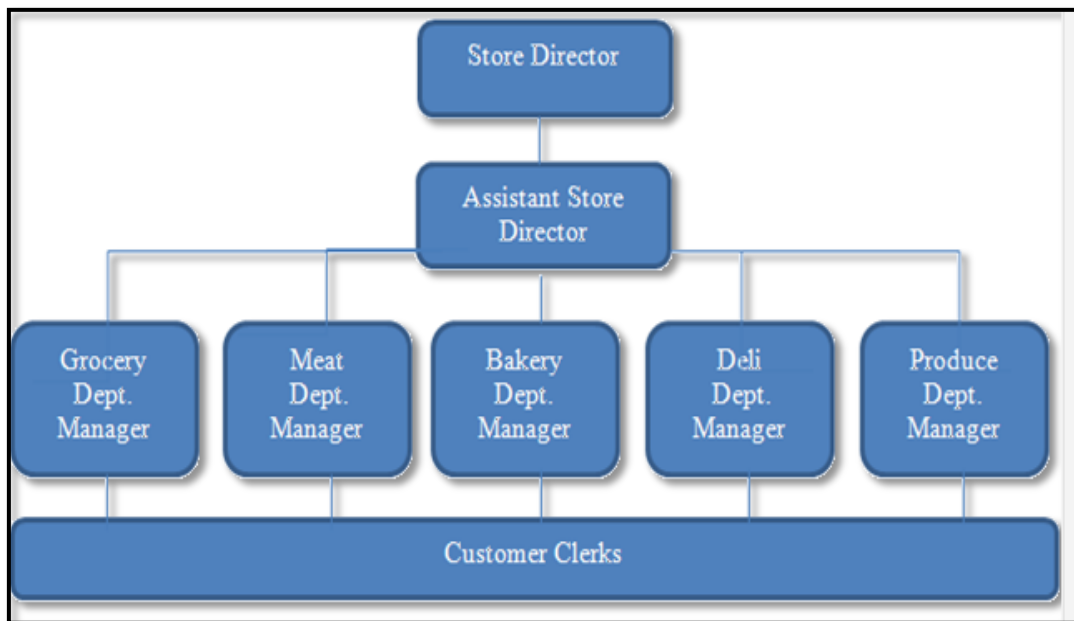 Store Director
Assistant Store
Director
Grocery
Dept.
Manager
Meat
Dept.
Manager
Bakery
Dept.
Manager
Deli
Dept.
Manager
Produce
Dept.
Manager
Customer Clerks